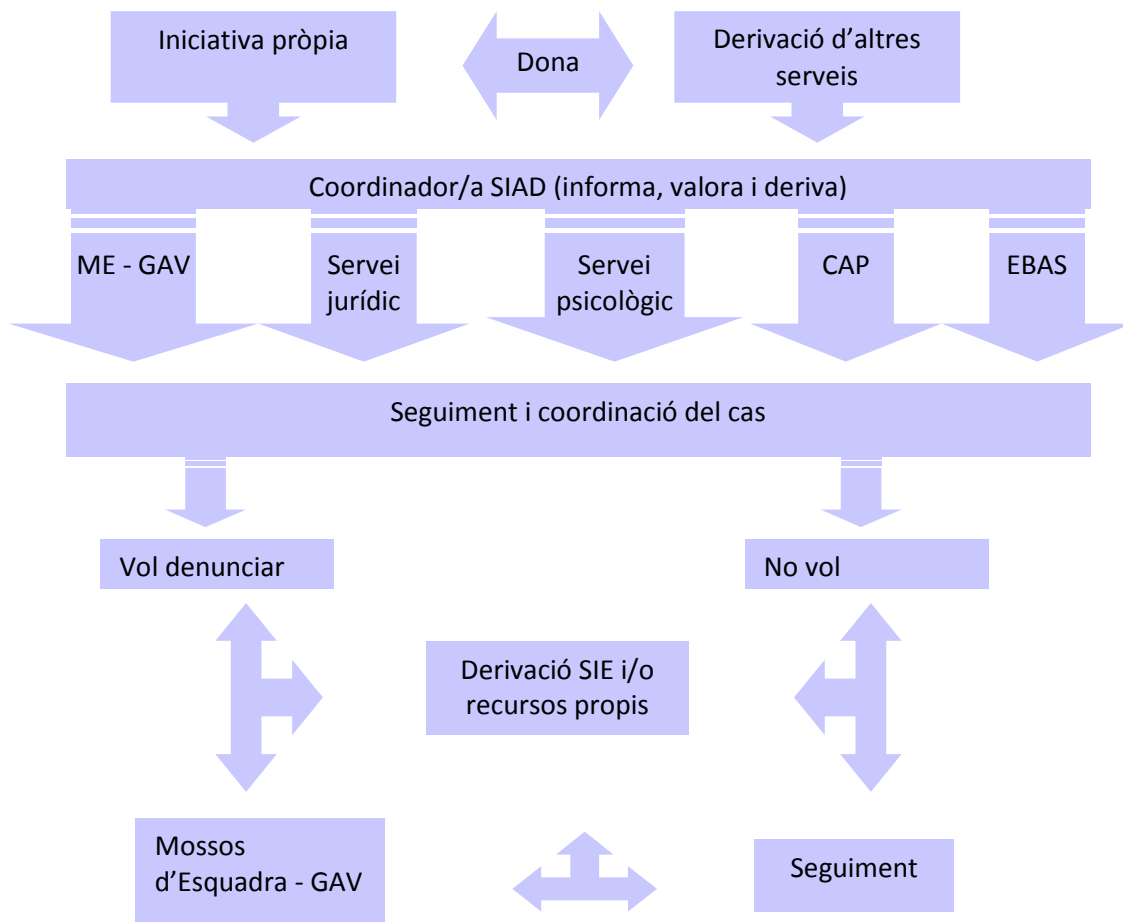 Iniciativa pròpia
Dona
Derivació d’altres
serveis
Coordinador/a SIAD (informa, valora i deriva)
ME - GAV
Servei
jurídic
Servei
psicològic
CAP
EBAS
Seguiment i coordinació del cas
Vol denunciar
No vol
Derivació SIE i/o
recursos propis
Mossos
d’Esquadra - GAV
Seguiment